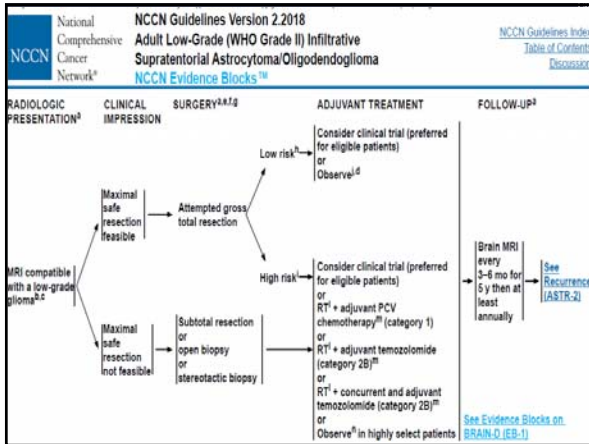 National
Comprehensive
NCCN Cancer
Network®
NCCN Guidelines Version 2.2018
Adult Low-Grade (WHO Grade II) Infiltrative
Supratentorial Astrocytoma/Oligodendoglioma
NCCN Evidence Blocks™
NCCN Guidelines Index
Table of Contents
Discussion
RADIOLOGIC
PRESENTATIONᵃ
CLINICAL
IMPRESSION
SURGERYᵃ,ᵉ,ᶠ,ᵍ
ADJUVANT TREATMENT
FOLLOW-UPᵃ
MRI compatible
with a low-grade
gliomaᵇ,ᶜ
Maximal
safe
resection
feasible
Attempted gross
total resection
Low riskʰ
Consider clinical trial (preferred
for eligible patients)
or
Observeʲ,ᵈ
High riskⁱ
Maximal
safe
resection
not feasible
Subtotal resection
or
open biopsy
or
stereotactic biopsy
Consider clinical trial (preferred
for eligible patients)
or
RTˡ + adjuvant PCV
chemotherapyᵐ (category 1)
or
RTˡ + adjuvant temozolomide
(category 2B)ᵐ
or
RTˡ + concurrent and adjuvant
temozolomide (category 2B)ᵐ
or
Observeⁿ in highly select patients
Brain MRI
every
3–6 mo for
5 y then at
least
annually
See
Recurrence
(ASTR-2)
See Evidence Blocks on
BRAIN-D (EB-1)